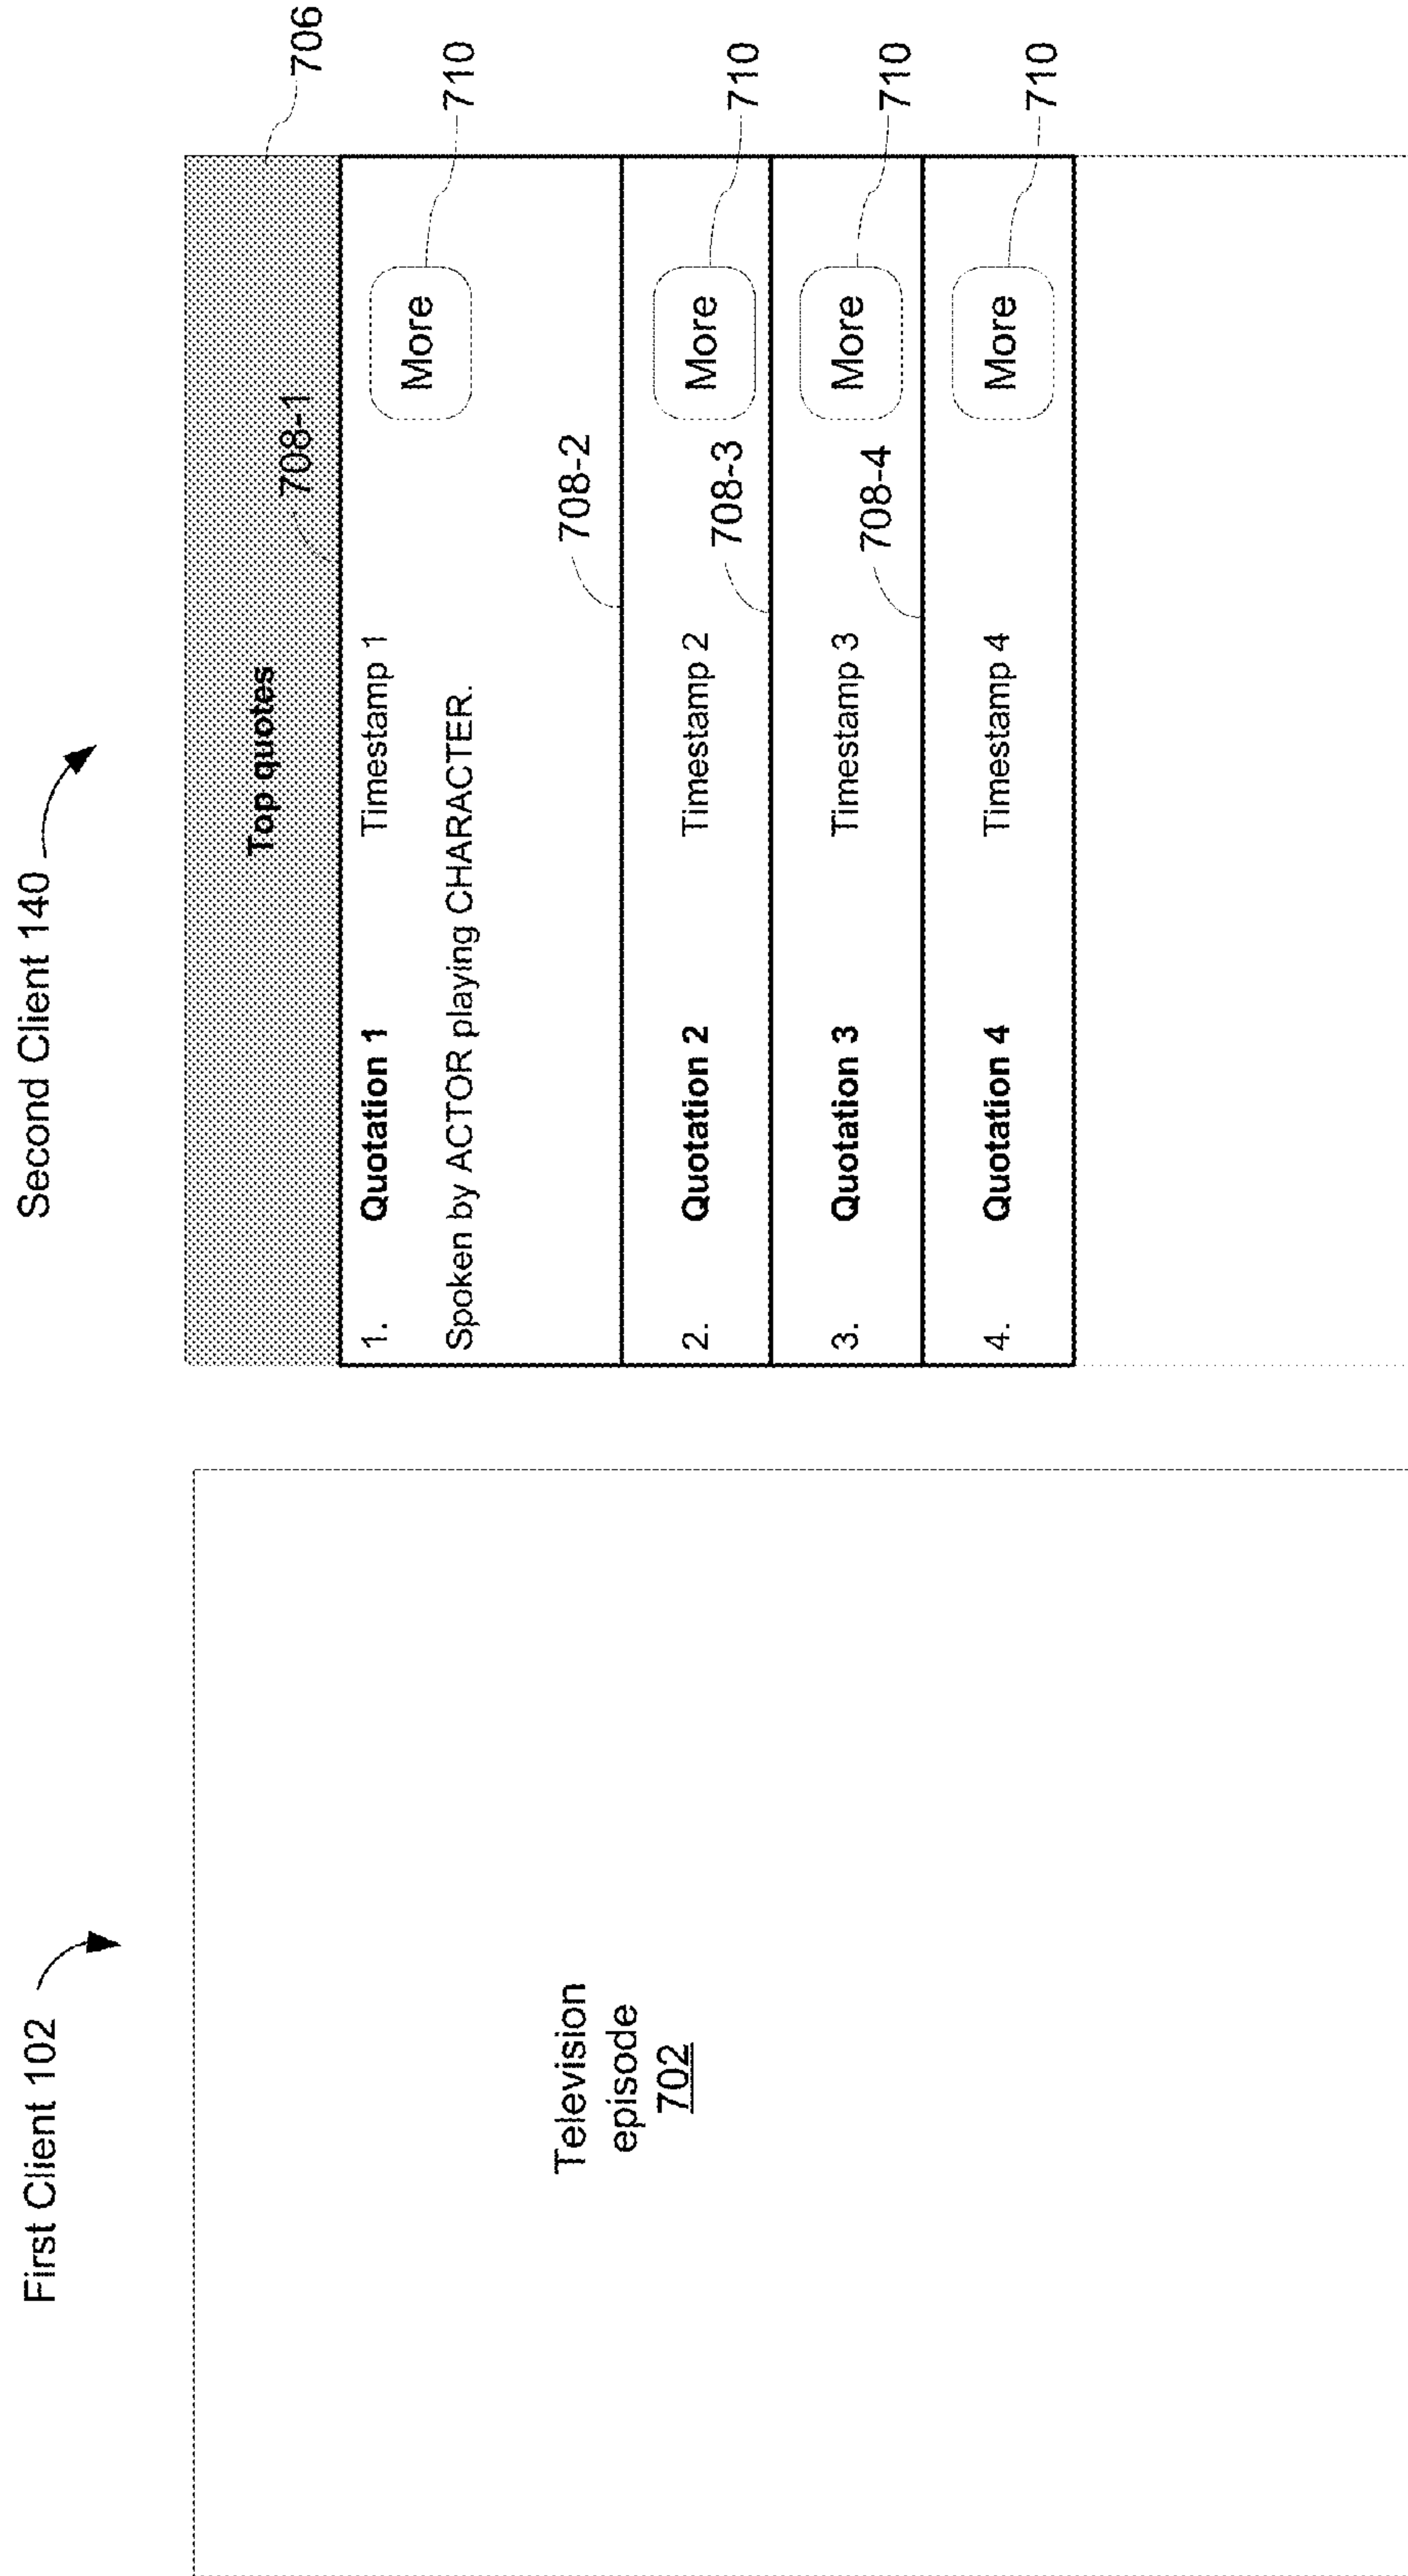 First Client 102
Television
episode
702
Second Client 140
706
Top quotes
708-1
1. Quotation 1 Timestamp 1 More 710
Spoken by ACTOR playing CHARACTER.
708-2
2. Quotation 2 Timestamp 2 More 710
708-3
3. Quotation 3 Timestamp 3 More 710
708-4
4. Quotation 4 Timestamp 4 More 710